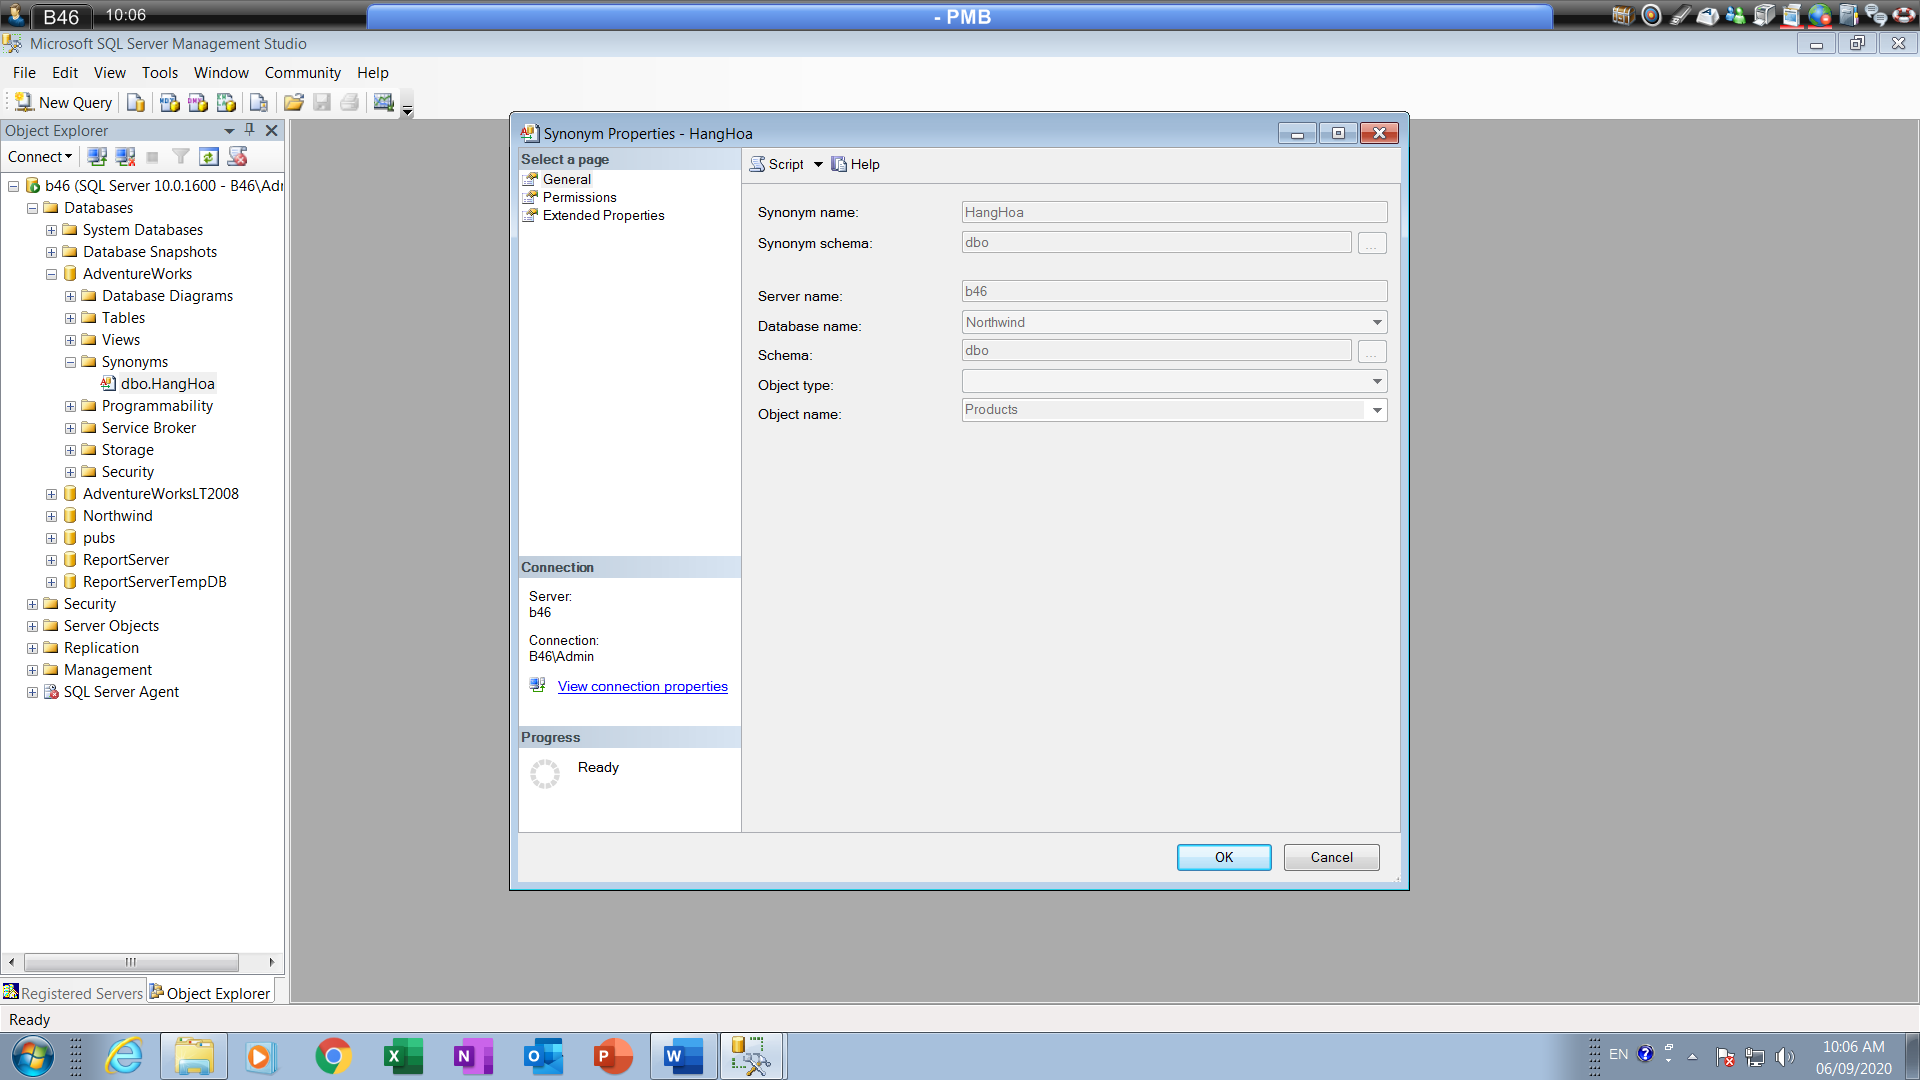 B46
10:06
- PMB
Microsoft SQL Server Management Studio
File Edit View Tools Window Community Help
New Query
Object Explorer
Connect
b46 (SQL Server 10.0.1600 - B46\Adr
Databases
System Databases
Database Snapshots
AdventureWorks
Database Diagrams
Tables
Views
Synonyms
dbo.HangHoa
Programmability
Service Broker
Storage
Security
AdventureWorksLT2008
Northwind
pubs
ReportServer
ReportServerTempDB
Security
Server Objects
Replication
Management
SQL Server Agent
Registered Servers
Object Explorer
Ready
Synonym Properties - HangHoa
Select a page
General
Permissions
Extended Properties
Connection
Server:
b46
Connection:
B46\Admin
View connection properties
Progress
Ready
Script Help
Synonym name: HangHoa
Synonym schema: dbo ...
Server name: b46
Database name: Northwind
Schema: dbo ...
Object type:
Object name: Products
OK Cancel
EN
10:06 AM
06/09/2020